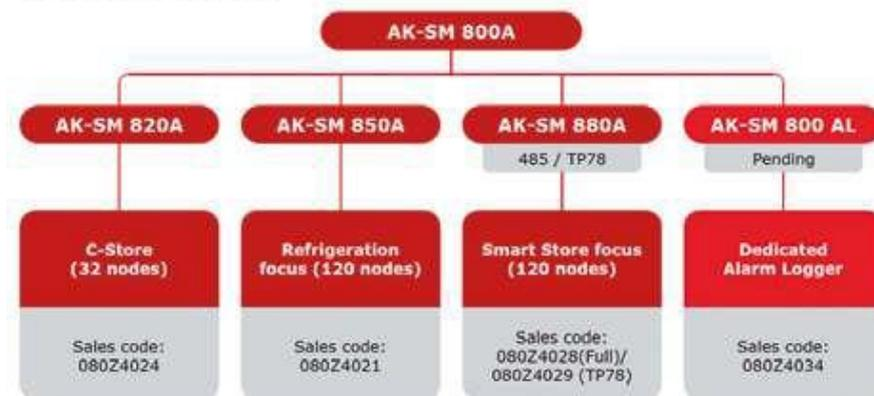 AK-SM 800A
AK-SM 820A
AK-SM 850A
AK-SM 880A
AK-SM 800 AL
485 / TP78
Pending
C-Store
(32 nodes)
Refrigeration
focus (120 nodes)
Smart Store focus
(120 nodes)
Dedicated
Alarm Logger
Sales code:
080Z4024
Sales code:
080Z4021
Sales code:
080Z4028(Full)/
080Z4029 (TP78)
Sales code:
080Z4034